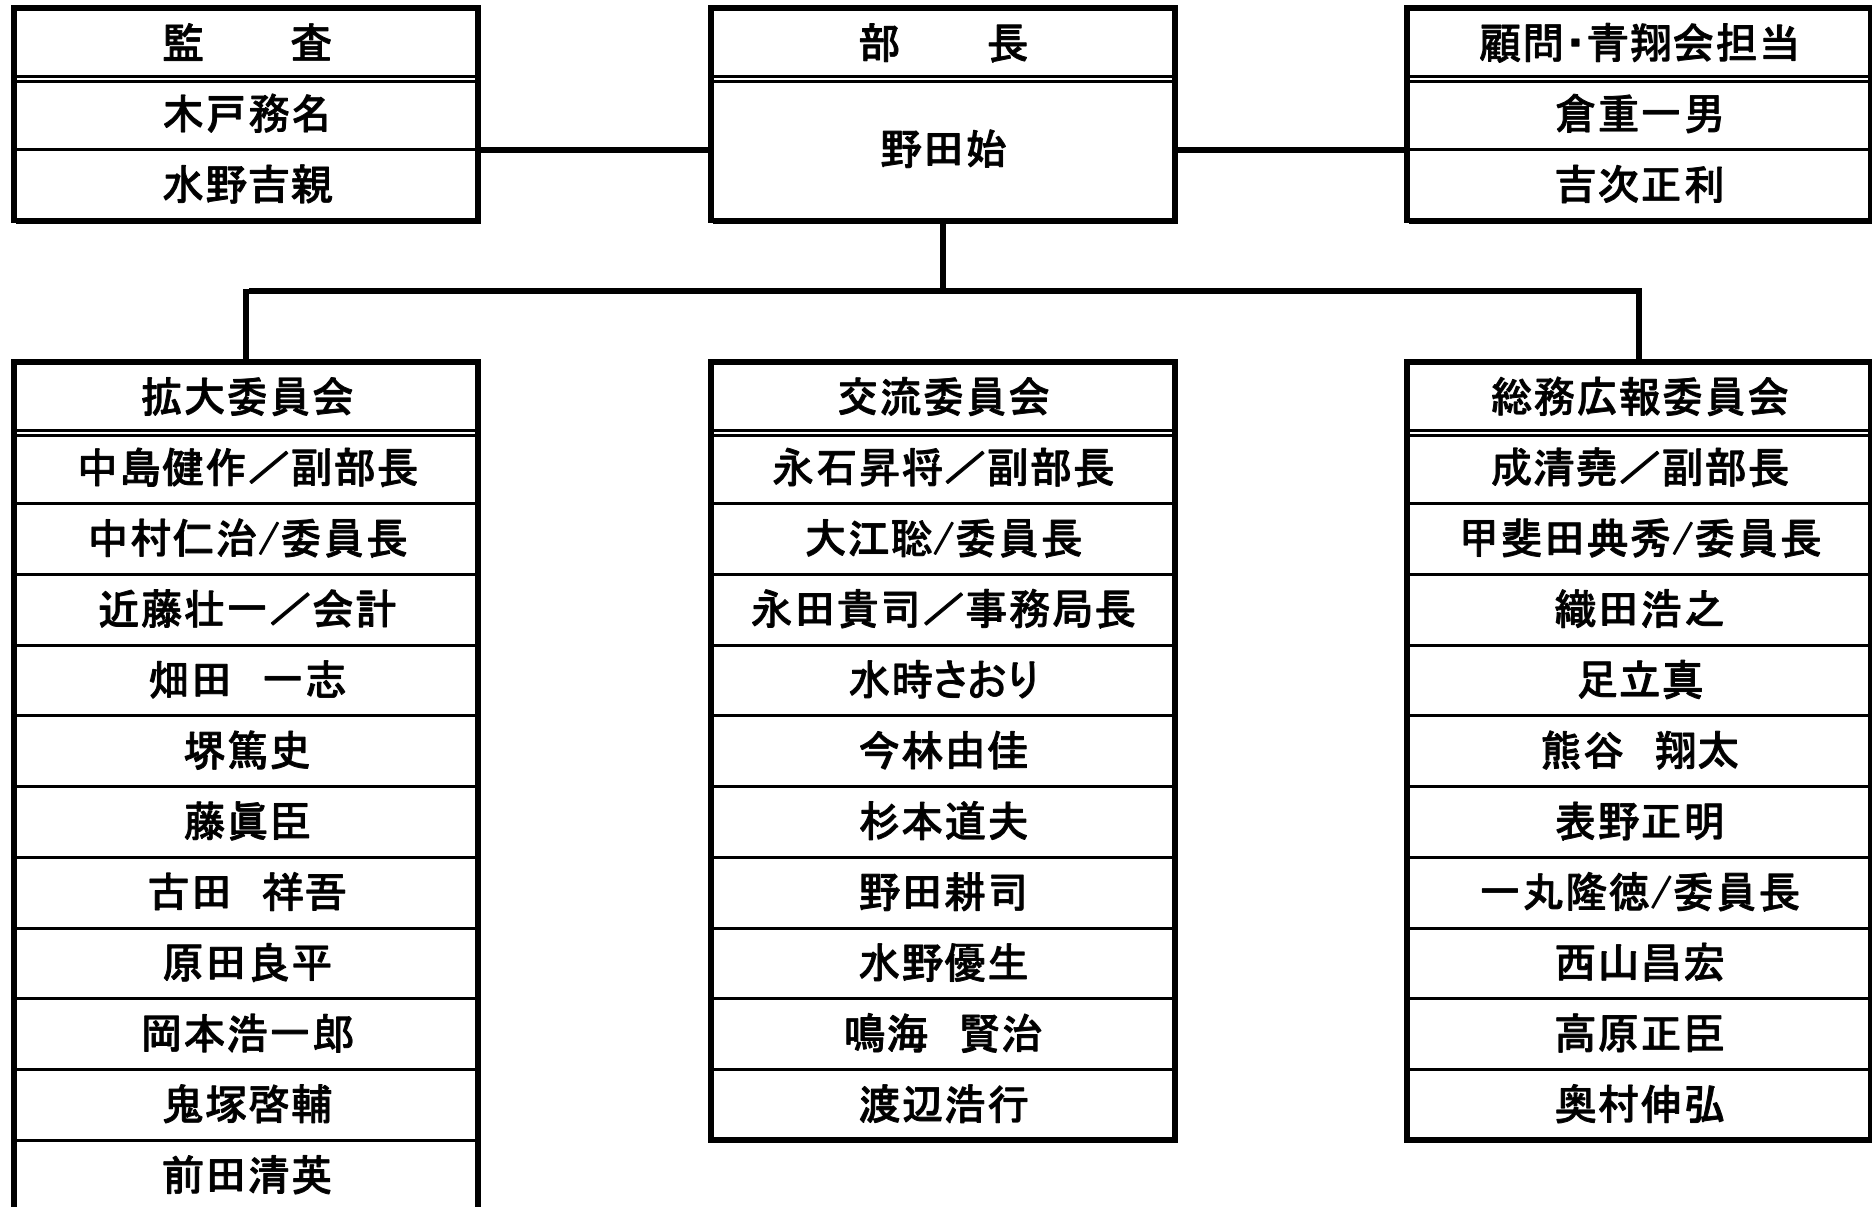 監　　査
木戸務名
水野吉親
部　　長
野田始
顧問・青翔会担当
倉重一男
吉次正利
拡大委員会
中島健作／副部長
中村仁治/委員長
近藤壮一／会計
畑田　一志
堺篤史
藤眞臣
古田　祥吾
原田良平
岡本浩一郎
鬼塚啓輔
前田清英
交流委員会
永石昇将／副部長
大江聡/委員長
永田貴司／事務局長
水時さおり
今林由佳
杉本道夫
野田耕司
水野優生
鳴海　賢治
渡辺浩行
総務広報委員会
成清堯／副部長
甲斐田典秀/委員長
織田浩之
足立真
熊谷　翔太
表野正明
一丸隆徳/委員長
西山昌宏
高原正臣
奥村伸弘